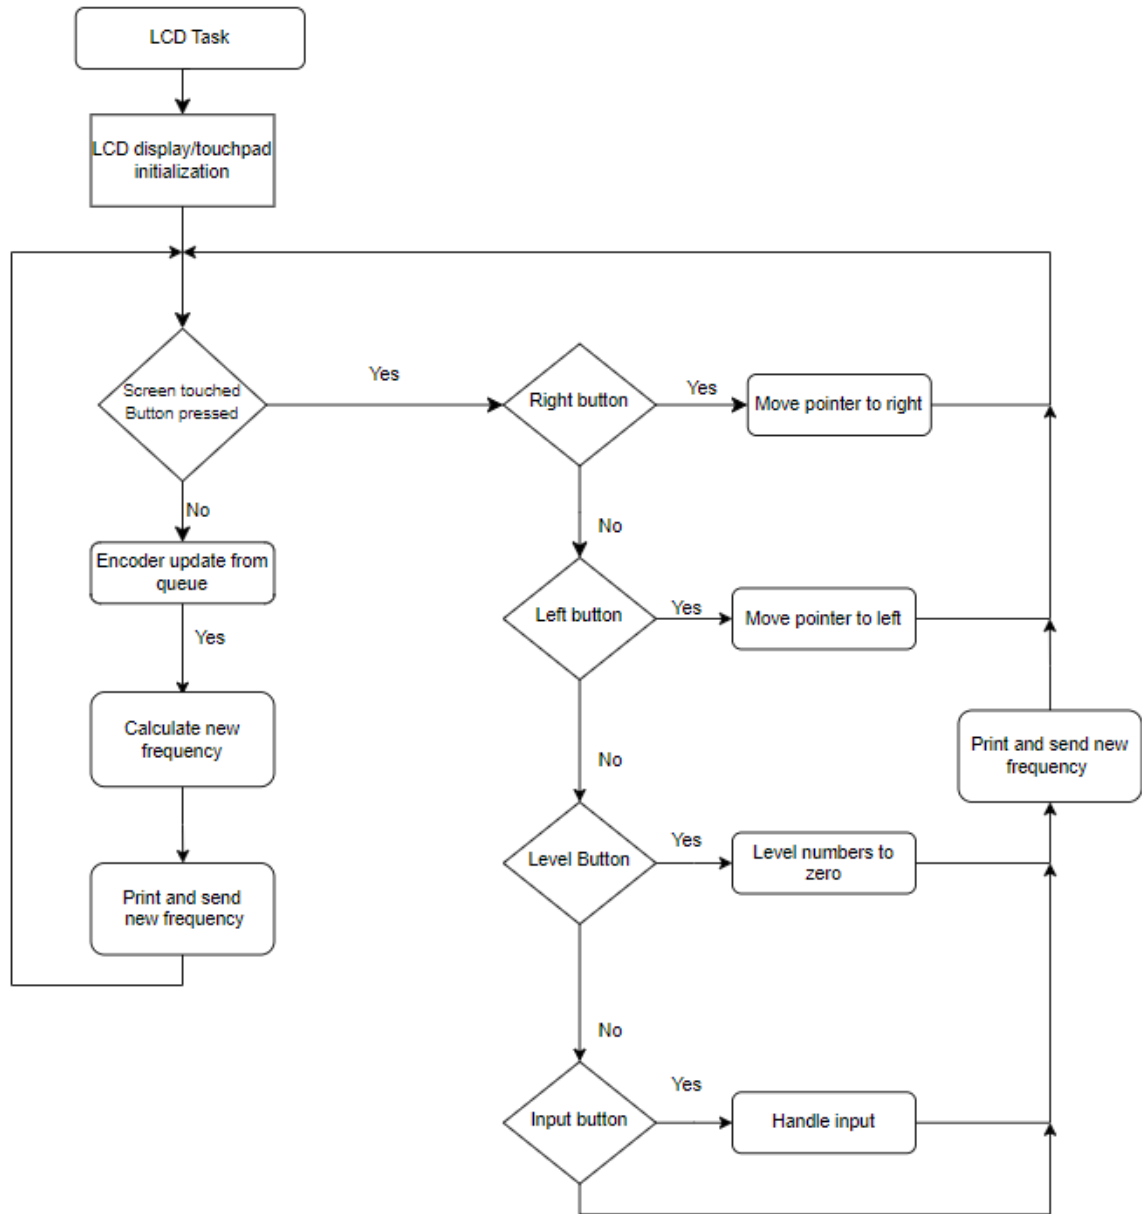 LCD Task
LCD display/touchpad
initialization
Screen touched
Button pressed
Yes
Right button
Yes
Move pointer to right
No
Encoder update from
queue
No
Left button
Yes
Move pointer to left
Yes
Calculate new
frequency
No
Print and send new
frequency
Level Button
Yes
Level numbers to
zero
Print and send
new frequency
No
Input button
Yes
Handle input